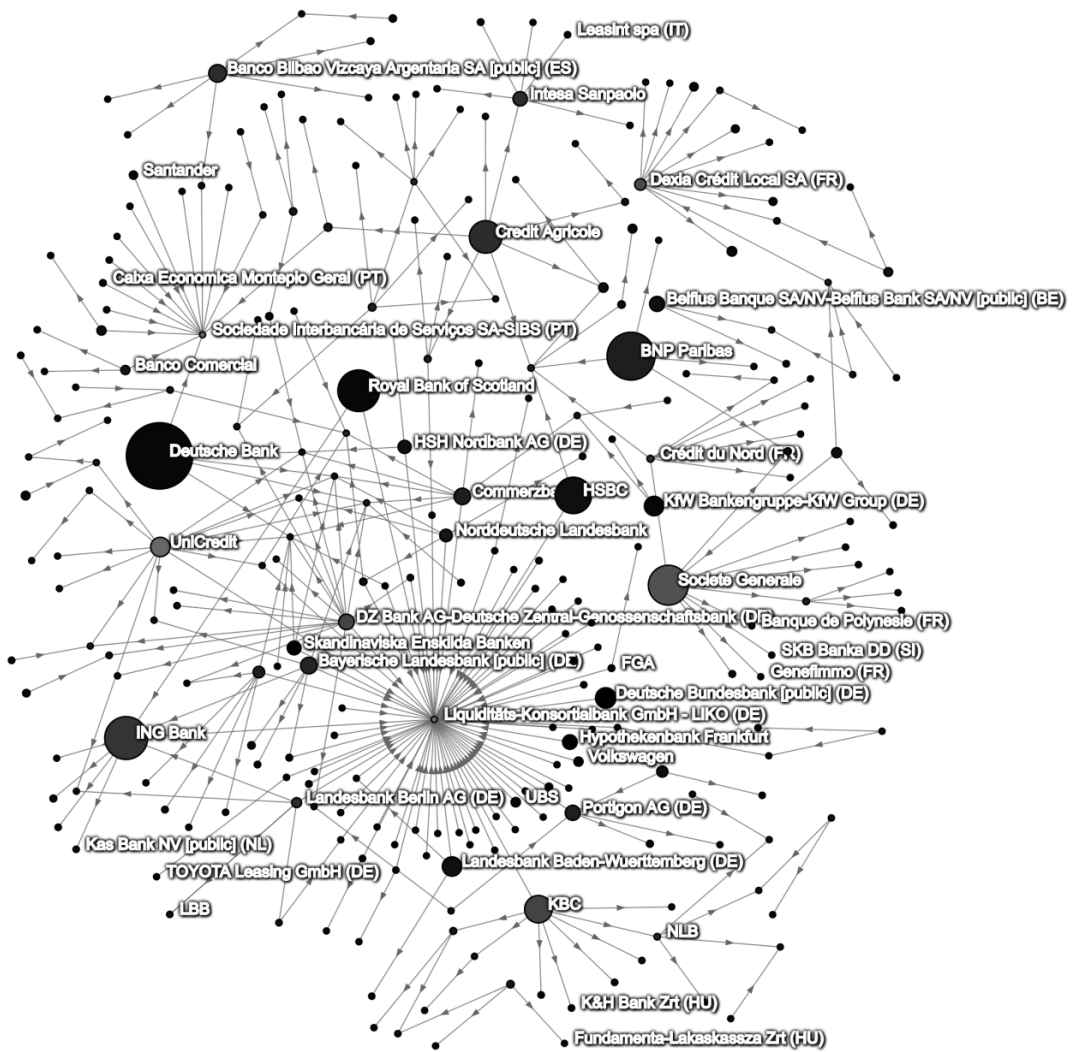 Leasint spa (IT)
Banco Bilbao Vizcaya Argentaria SA [public] (ES)
Intesa Sanpaolo
Santander
Dexia Crédit Local SA (FR)
Credit Agricole
Caixa Economica Montepio Geral (PT)
Belfius Banque SA/NV-Belfius Bank SA/NV [public] (BE)
Sociedade Interbancária de Serviços SA-SIBS (PT)
BNP Paribas
Banco Comercial
Royal Bank of Scotland
HSH Nordbank AG (DE)
Deutsche Bank
Crédit du Nord (FR)
Commerzba
HSBC
KfW Bankengruppe-KfW Group (DE)
Norddeutsche Landesbank
UniCredit
Societe Generale
DZ Bank AG-Deutsche Zentral-Genossenschaftsbank (DE)
Banque de Polynesie (FR)
Skandinaviska Enskilda Banken
SKB Banka DD (SI)
Bayerische Landesbank [public] (DE)
FGA
Genefimmo (FR)
Deutsche Bundesbank [public] (DE)
Liquiditäts-Konsortialbank GmbH - LIKO (DE)
ING Bank
Hypothekenbank Frankfurt
Volkswagen
Landesbank Berlin AG (DE)
UBS
Portigon AG (DE)
Kas Bank NV [public] (NL)
Landesbank Baden-Wuerttemberg (DE)
TOYOTA Leasing GmbH (DE)
LBB
KBC
NLB
K&H Bank Zrt (HU)
Fundamenta-Lakaskassza Zrt (HU)